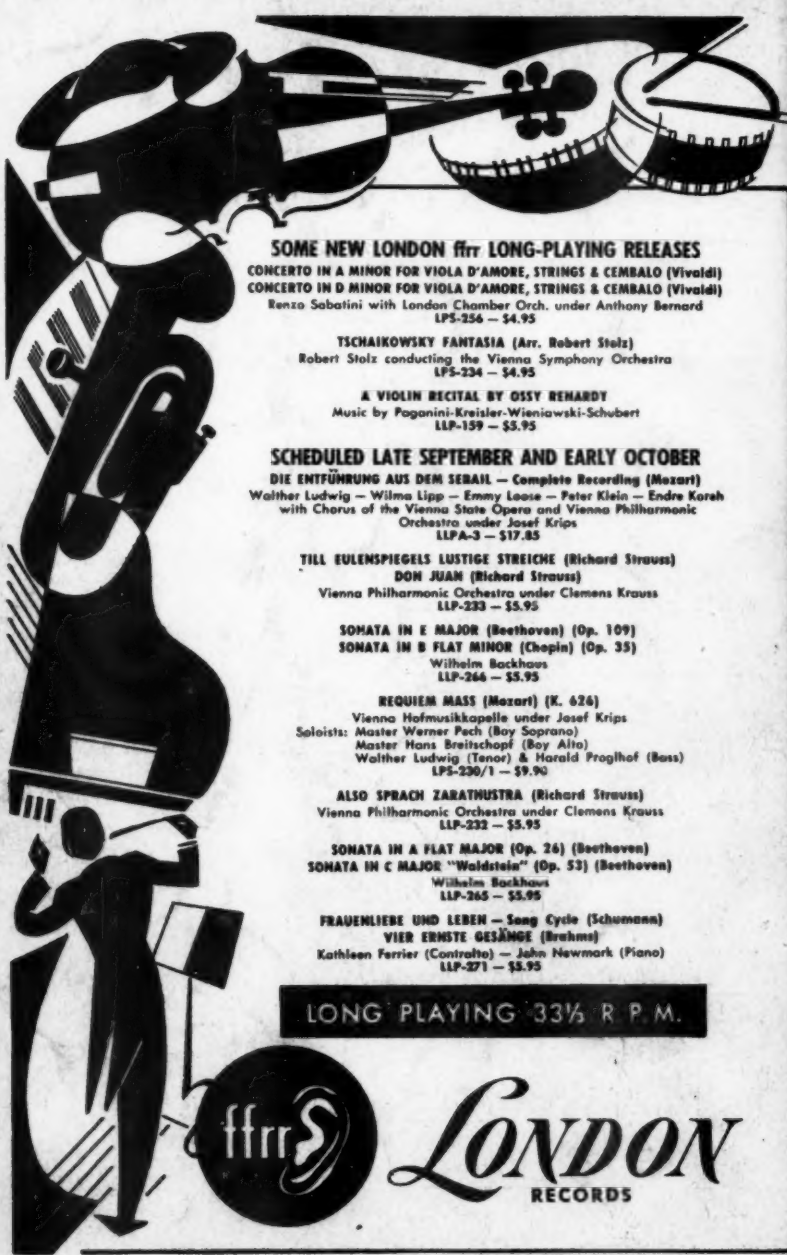 SOME NEW LONDON ffrr LONG-PLAYING RELEASES
CONCERTO IN A MINOR FOR VIOLA D'AMORE, STRINGS & CEMBALO (Vivaldi)
CONCERTO IN D MINOR FOR VIOLA D'AMORE, STRINGS & CEMBALO (Vivaldi)
Renzo Sabatini with London Chamber Orch. under Anthony Bernard
LPS-256 — $4.95
TSCHAIKOWSKY FANTASIA (Arr. Robert Stolz)
Robert Stolz conducting the Vienna Symphony Orchestra
LPS-234 — $4.95
A VIOLIN RECITAL BY OSSY RENARDY
Music by Paganini-Kreisler-Wieniawski-Schubert
LLP-159 — $5.95
SCHEDULED LATE SEPTEMBER AND EARLY OCTOBER
DIE ENTFÜHRUNG AUS DEM SERAIL — Complete Recording (Mozart)
Walther Ludwig — Wilma Lipp — Emmy Loose — Peter Klein — Endre Koreh
with Chorus of the Vienna State Opera and Vienna Philharmonic
Orchestra under Josef Krips
LLPA-3 — $17.85
TILL EULENSPIEGELS LUSTIGE STREICHE (Richard Strauss)
DON JUAN (Richard Strauss)
Vienna Philharmonic Orchestra under Clemens Krauss
LLP-233 — $5.95
SONATA IN E MAJOR (Beethoven) (Op. 109)
SONATA IN B FLAT MINOR (Chopin) (Op. 35)
Wilhelm Backhaus
LLP-266 — $5.95
REQUIEM MASS (Mozart) (K. 626)
Vienna Hofmusikkapelle under Josef Krips
Soloists: Master Werner Pech (Boy Soprano)
Master Hans Breitschopf (Boy Alto)
Walther Ludwig (Tenor) & Harald Proglhof (Bass)
LPS-230/1 — $9.90
ALSO SPRACH ZARATHUSTRA (Richard Strauss)
Vienna Philharmonic Orchestra under Clemens Krauss
LLP-232 — $5.95
SONATA IN A FLAT MAJOR (Op. 26) (Beethoven)
SONATA IN C MAJOR "Waldstein" (Op. 53) (Beethoven)
Wilhelm Backhaus
LLP-265 — $5.95
FRAUENLIEBE UND LEBEN — Song Cycle (Schumann)
VIER ERNSTE GESÄNGE (Brahms)
Kathleen Ferrier (Contralto) — John Newmark (Piano)
LLP-271 — $5.95
LONG PLAYING 33⅓ R P. M.
ffrr
LONDON
RECORDS